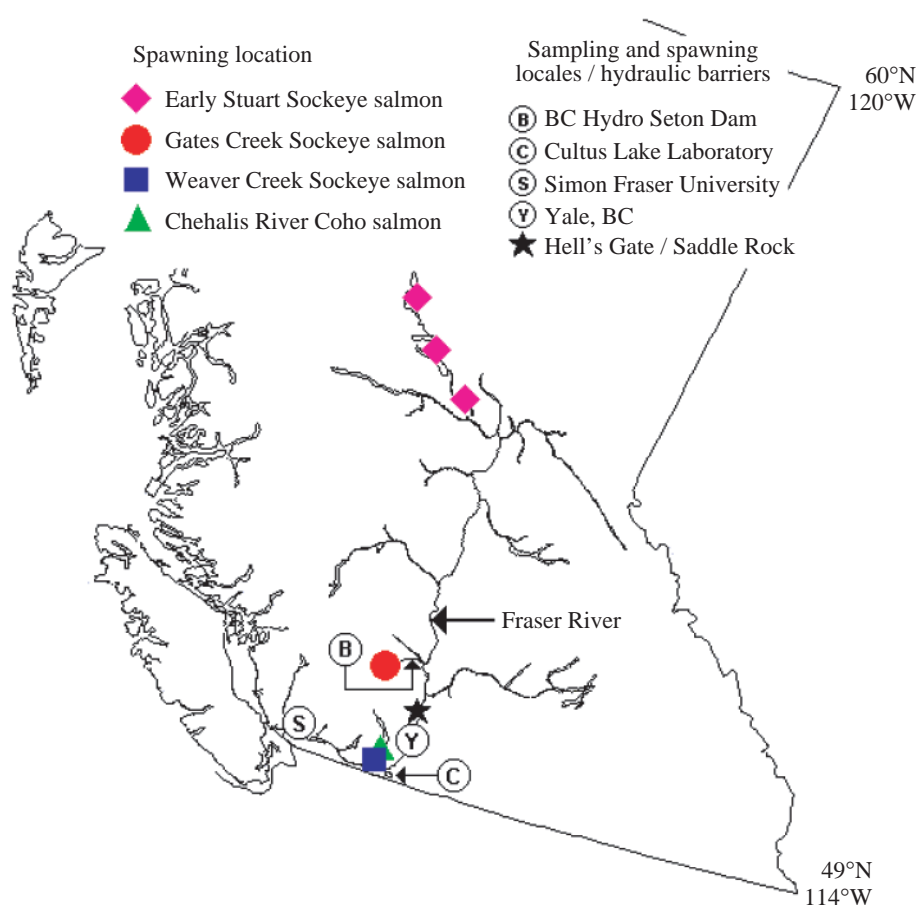 Spawning location
Early Stuart Sockeye salmon
Gates Creek Sockeye salmon
Weaver Creek Sockeye salmon
Chehalis River Coho salmon
Sampling and spawning
locales / hydraulic barriers
B BC Hydro Seton Dam
C Cultus Lake Laboratory
S Simon Fraser University
Y Yale, BC
Hell's Gate / Saddle Rock
60°N
120°W
Fraser River
B
S
Y
C
49°N
114°W